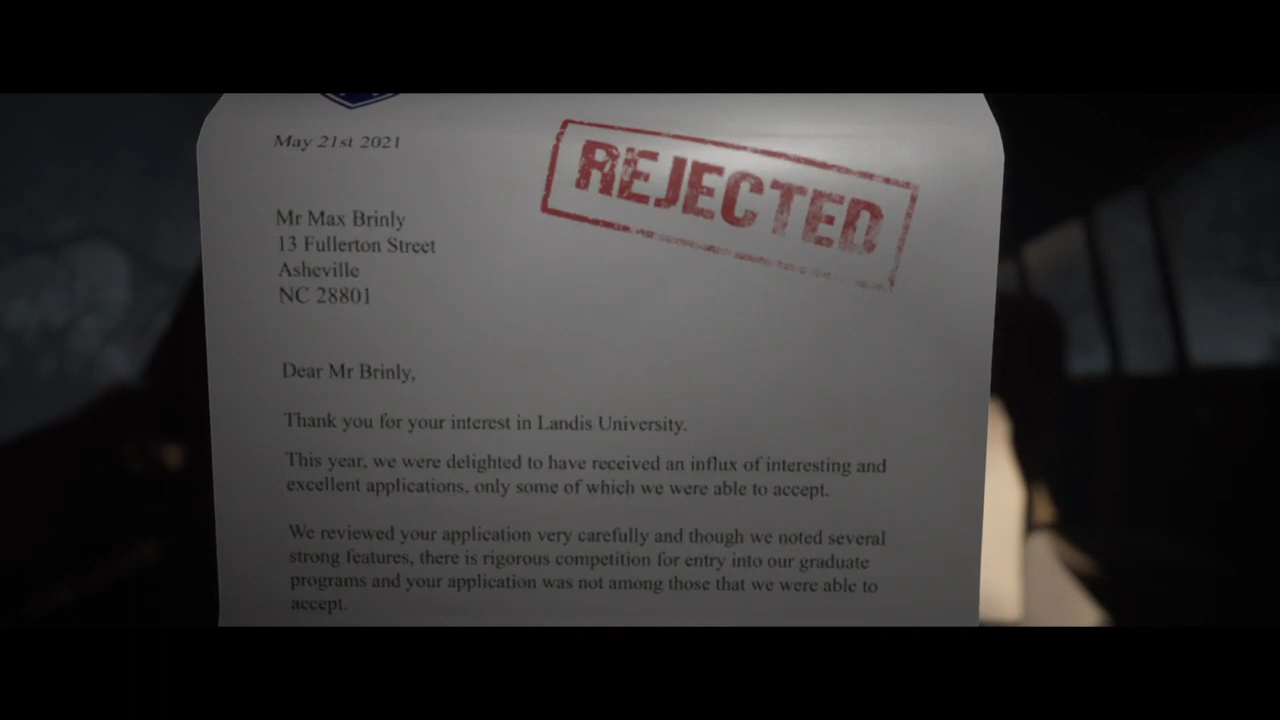 May 21st 2021
REJECTED
Mr Max Brinly
13 Fullerton Street
Asheville
NC 28801
Dear Mr Brinly,
Thank you for your interest in Landis University.
This year, we were delighted to have received an influx of interesting and
excellent applications, only some of which we were able to accept.
We reviewed your application very carefully and though we noted several
strong features, there is rigorous competition for entry into our graduate
programs and your application was not among those that we were able to
accept.